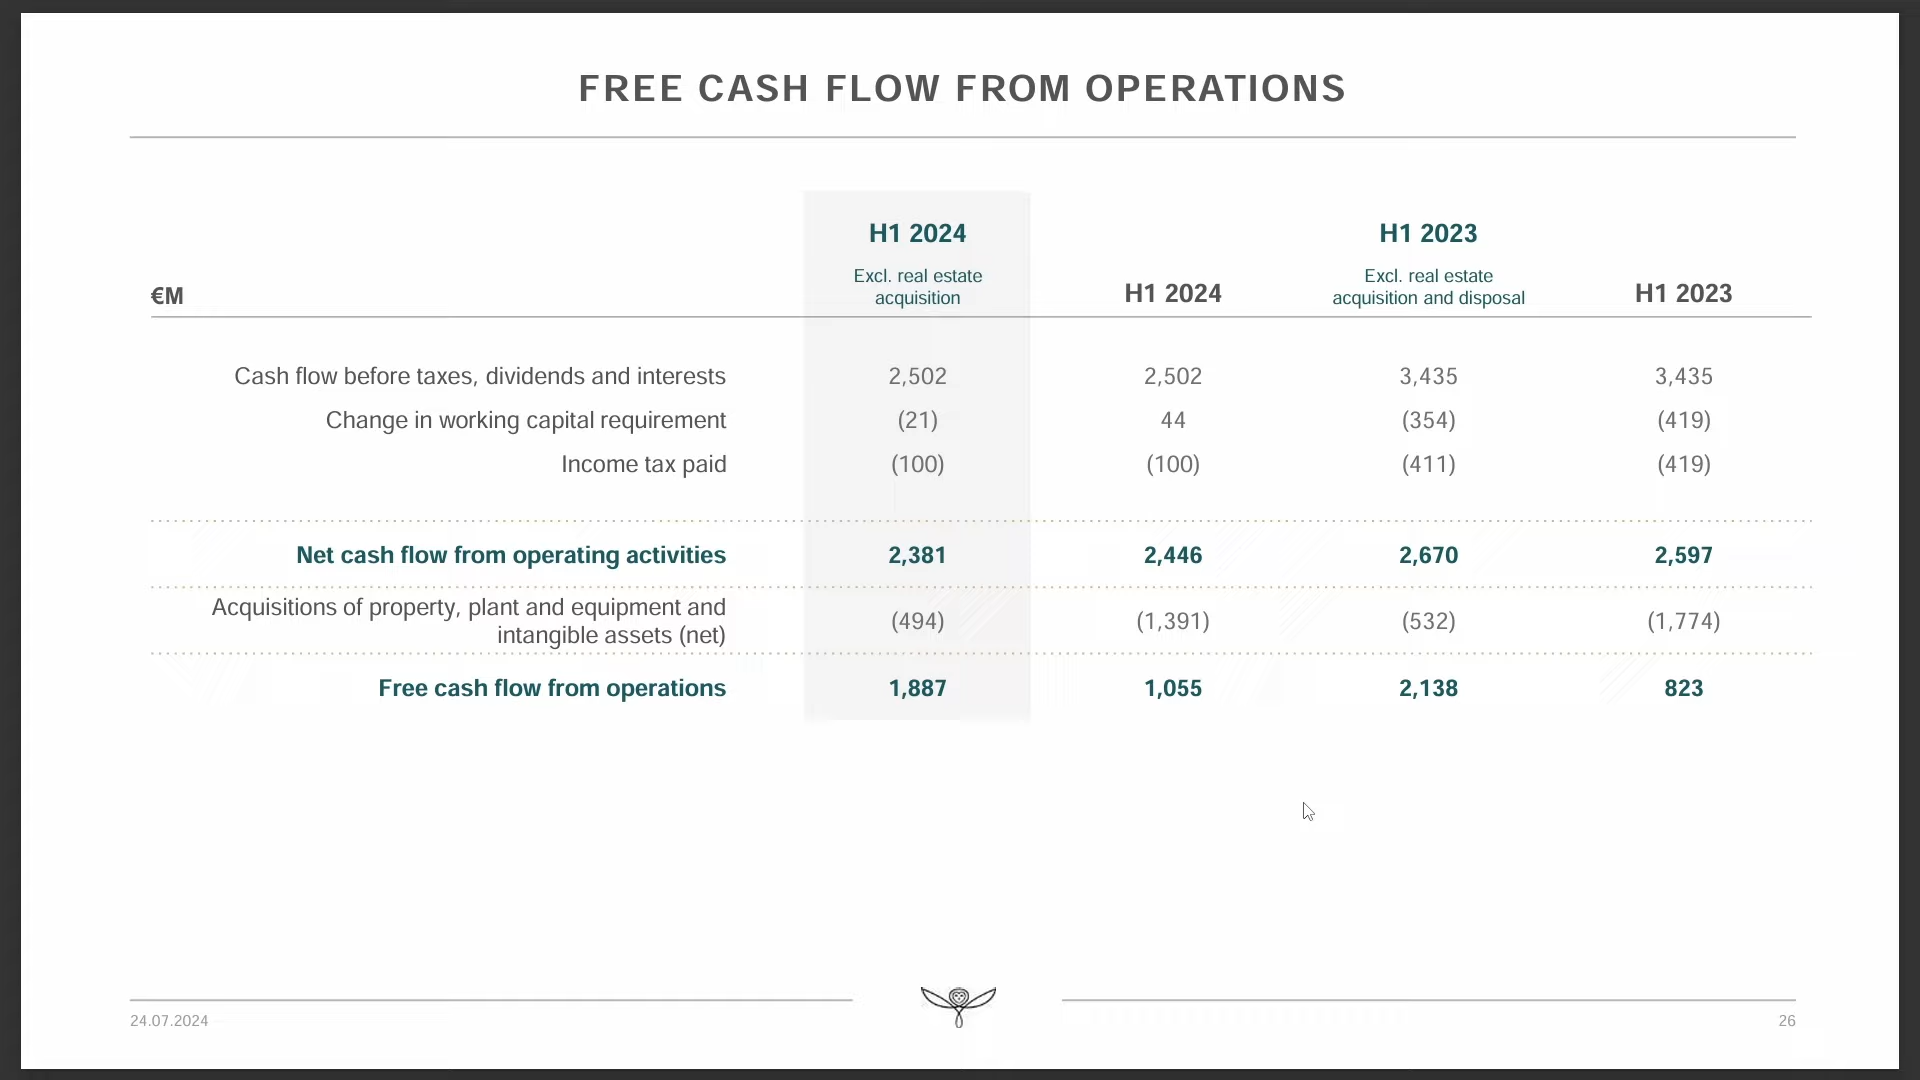 FREE CASH FLOW FROM OPERATIONS
H1 2024 H1 2023
Excl. real estate Excl. real estate
€M acquisition H1 2024 acquisition and disposal H1 2023
Cash flow before taxes, dividends and interests 2,502 2,502 3,435 3,435
Change in working capital requirement (21) 44 (354) (419)
Income tax paid (100) (100) (411) (419)
Net cash flow from operating activities 2,381 2,446 2,670 2,597
Acquisitions of property, plant and equipment and
intangible assets (net) (494) (1,391) (532) (1,774)
Free cash flow from operations 1,887 1,055 2,138 823
24.07.2024 26